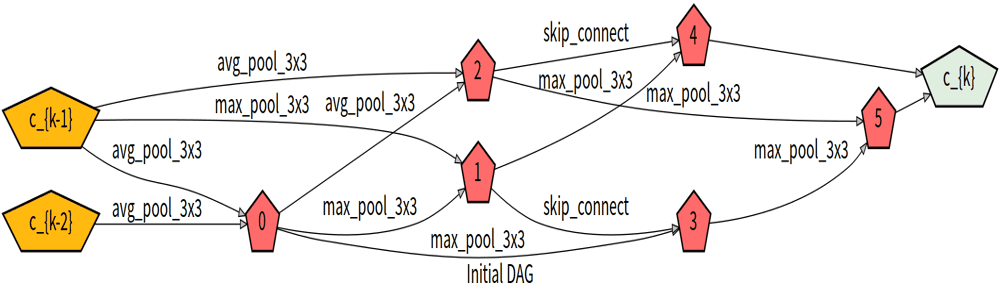 skip_connect
4
avg_pool_3x3
2
max_pool_3x3
c_{k}
c_{k-1}
max_pool_3x3
avg_pool_3x3
max_pool_3x3
5
avg_pool_3x3
max_pool_3x3
1
c_{k-2}
avg_pool_3x3
0
max_pool_3x3
skip_connect
3
max_pool_3x3
Initial DAG